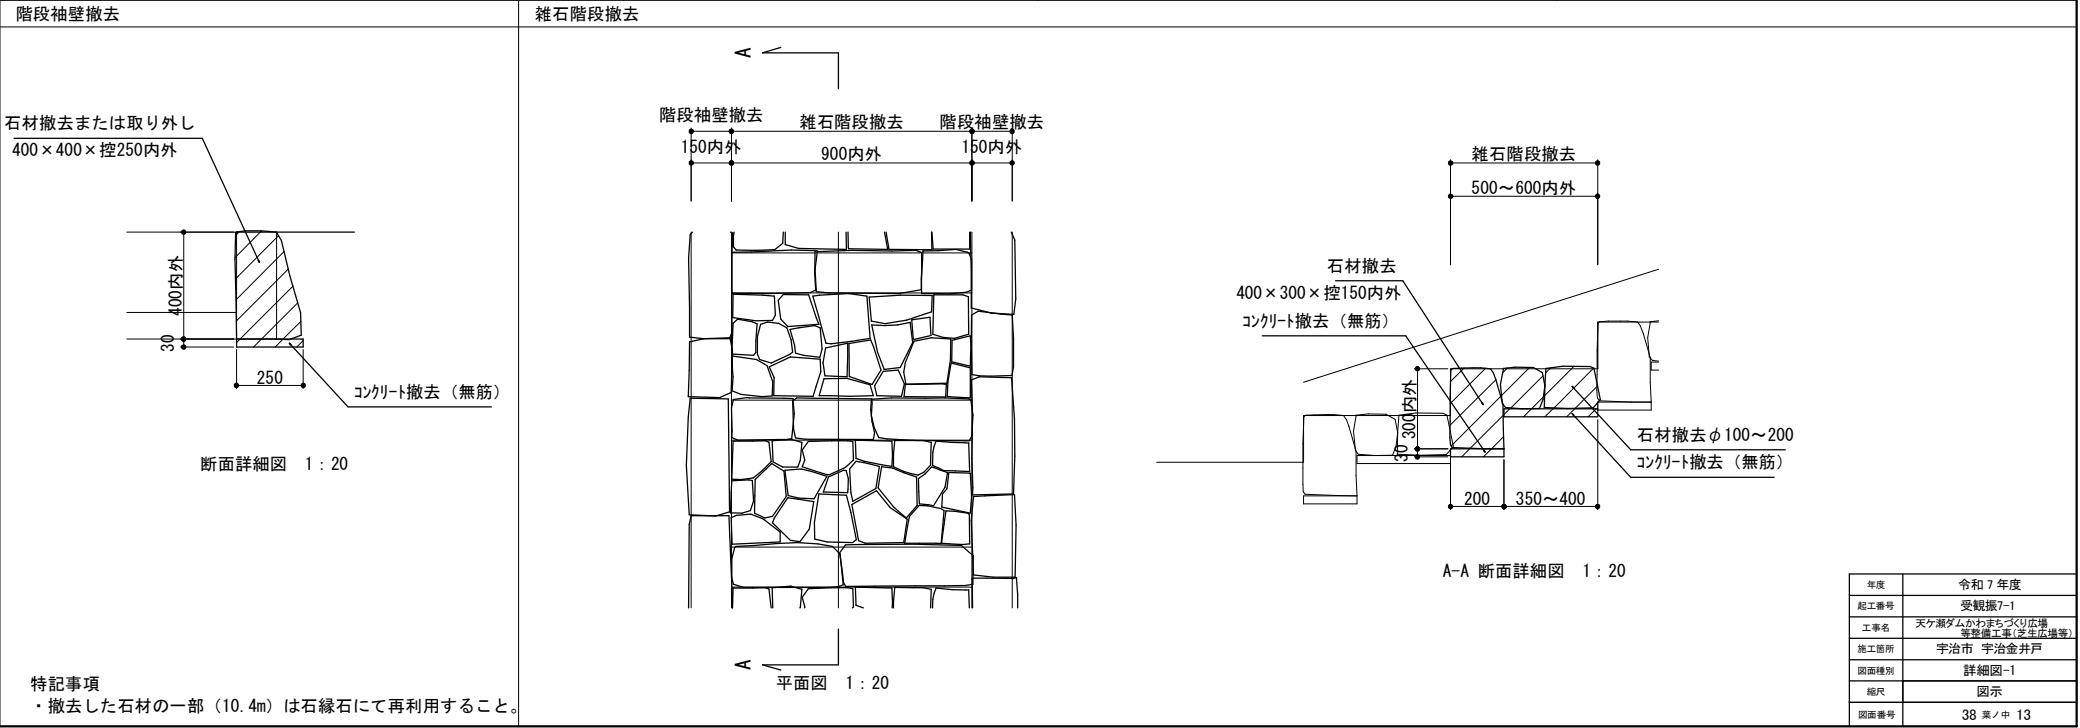 階段袖壁撤去
石材撤去または取り外し
400×400×控250内外
400内外
30
250
コンクリート撤去（無筋）
断面詳細図　1：20
特記事項
・撤去した石材の一部（10.4m）は石縁石にて再利用すること。
雑石階段撤去
A
階段袖壁撤去
雑石階段撤去
階段袖壁撤去
150内外
900内外
150内外
A
平面図　1：20
雑石階段撤去
500～600内外
石材撤去
400×300×控150内外
コンクリート撤去（無筋）
300内外
30
石材撤去φ100～200
コンクリート撤去（無筋）
200
350～400
A-A 断面詳細図　1：20
年度　令和７年度
起工番号　受観振7-1
工事名　天ケ瀬ダムかわまちづくり広場
等整備工事(芝生広場等)
施工箇所　宇治市 宇治金井戸
図面種別　詳細図-1
縮尺　図示
図面番号　38 葉ノ中 13